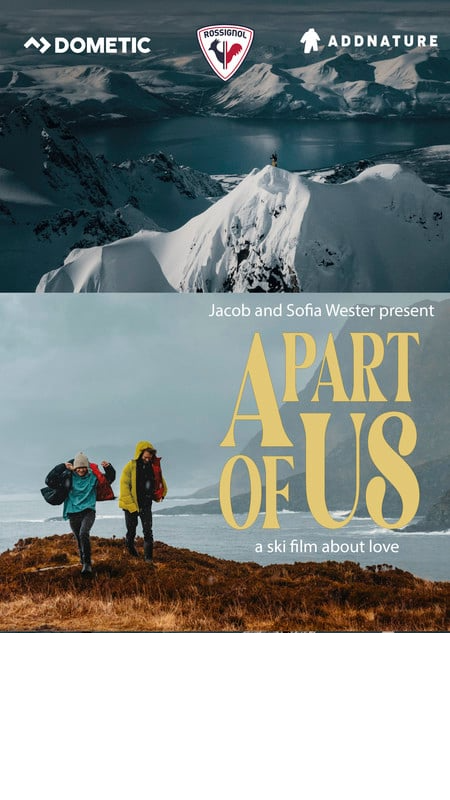 DOMETIC
ROSSIGNOL
ADDNATURE
Jacob and Sofia Wester present
A PART
OF US
a ski film about love